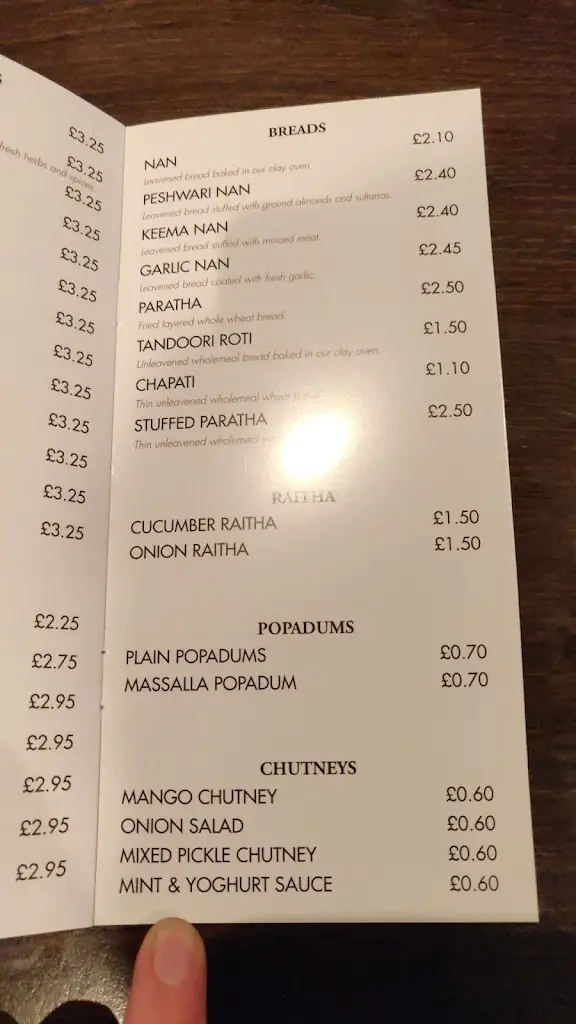 £3.25
£3.25
fresh herbs and spices.
£3.25
£3.25
£3.25
£3.25
£3.25
£3.25
£3.25
£3.25
£3.25
£3.25
£3.25
£2.25
£2.75
£2.95
£2.95
£2.95
£2.95
£2.95
BREADS
NAN £2.10
Leavened bread baked in our clay oven.
PESHWARI NAN £2.40
Leavened bread stuffed with ground almonds and sultanas.
KEEMA NAN £2.40
Leavened bread stuffed with minced meat.
GARLIC NAN £2.45
Leavened bread coated with fresh garlic.
PARATHA £2.50
Fried layered whole wheat bread.
TANDOORI ROTI £1.50
Unleavened wholemeal bread baked in our clay oven.
CHAPATI £1.10
Thin unleavened wholemeal wheat
STUFFED PARATHA £2.50
Thin unleavened wholemeal
RAITHA
CUCUMBER RAITHA £1.50
ONION RAITHA £1.50
POPADUMS
PLAIN POPADUMS £0.70
MASSALLA POPADUM £0.70
CHUTNEYS
MANGO CHUTNEY £0.60
ONION SALAD £0.60
MIXED PICKLE CHUTNEY £0.60
MINT & YOGHURT SAUCE £0.60